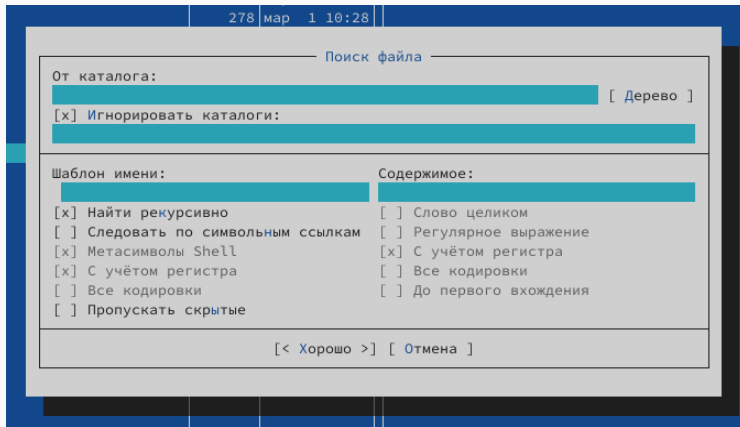 278 мар 1 10:28
Поиск файла
От каталога:
[ Дерево ]
[x] Игнорировать каталоги:
Шаблон имени:
[x] Найти рекурсивно
[ ] Следовать по символьным ссылкам
[x] Метасимволы Shell
[x] С учётом регистра
[ ] Все кодировки
[ ] Пропускать скрытые
Содержимое:
[ ] Слово целиком
[ ] Регулярное выражение
[x] С учётом регистра
[ ] Все кодировки
[ ] До первого вхождения
[< Хорошо >] [ Отмена ]